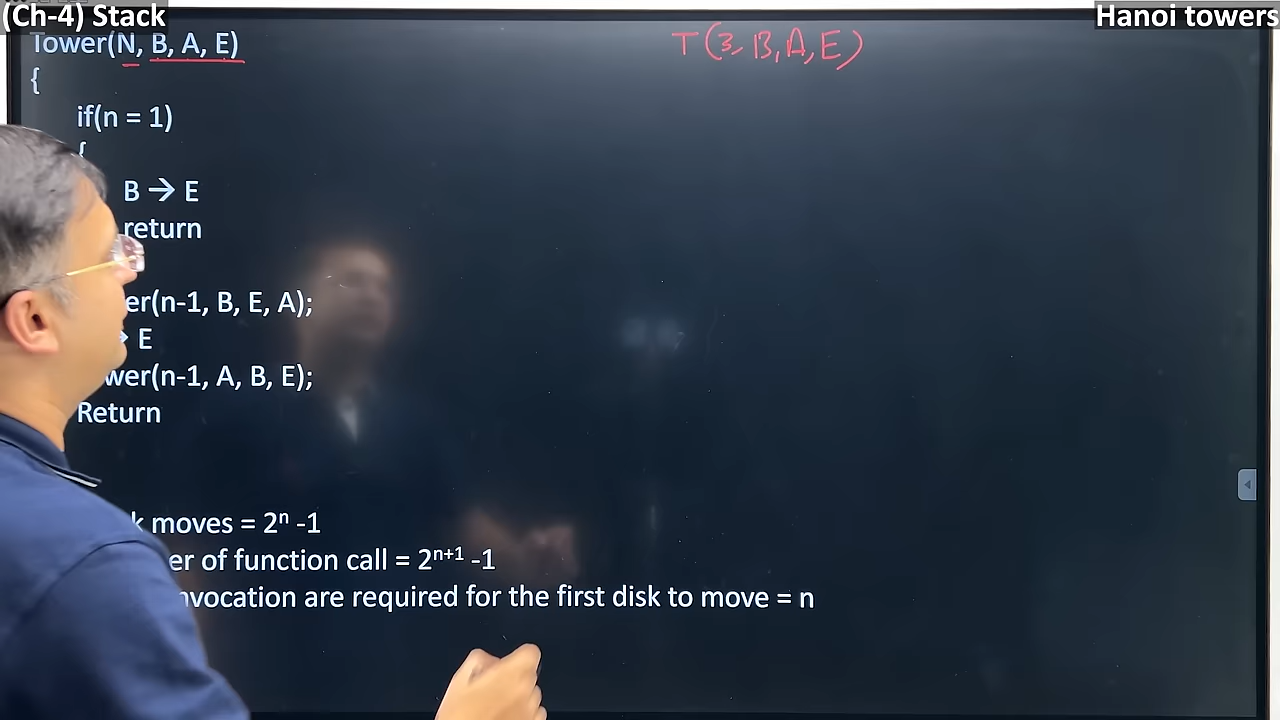 (Ch-4) Stack
Hanoi towers
Tower(N, B, A, E)
T(3, B, A, E)
{
if(n = 1)
{
B → E
return
er(n-1, B, E, A);
E
wer(n-1, A, B, E);
Return
k moves = 2ⁿ -1
er of function call = 2ⁿ⁺¹ -1
nvocation are required for the first disk to move = n